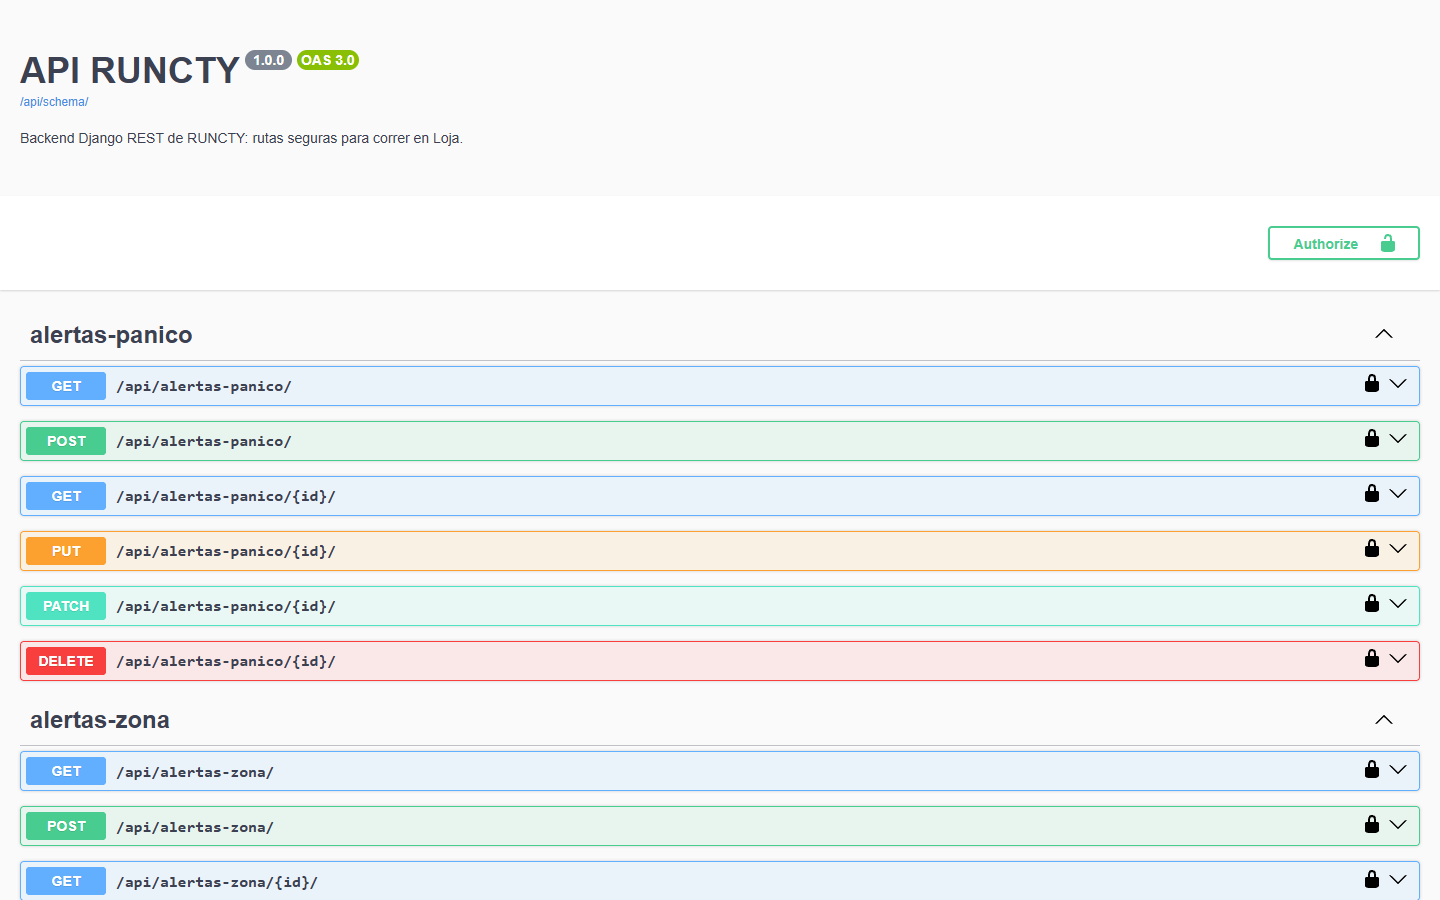 API RUNCTY 1.0.0 OAS 3.0
/api/schema/
Backend Django REST de RUNCTY: rutas seguras para correr en Loja.
Authorize
alertas-panico
GET /api/alertas-panico/
POST /api/alertas-panico/
GET /api/alertas-panico/{id}/
PUT /api/alertas-panico/{id}/
PATCH /api/alertas-panico/{id}/
DELETE /api/alertas-panico/{id}/
alertas-zona
GET /api/alertas-zona/
POST /api/alertas-zona/
GET /api/alertas-zona/{id}/